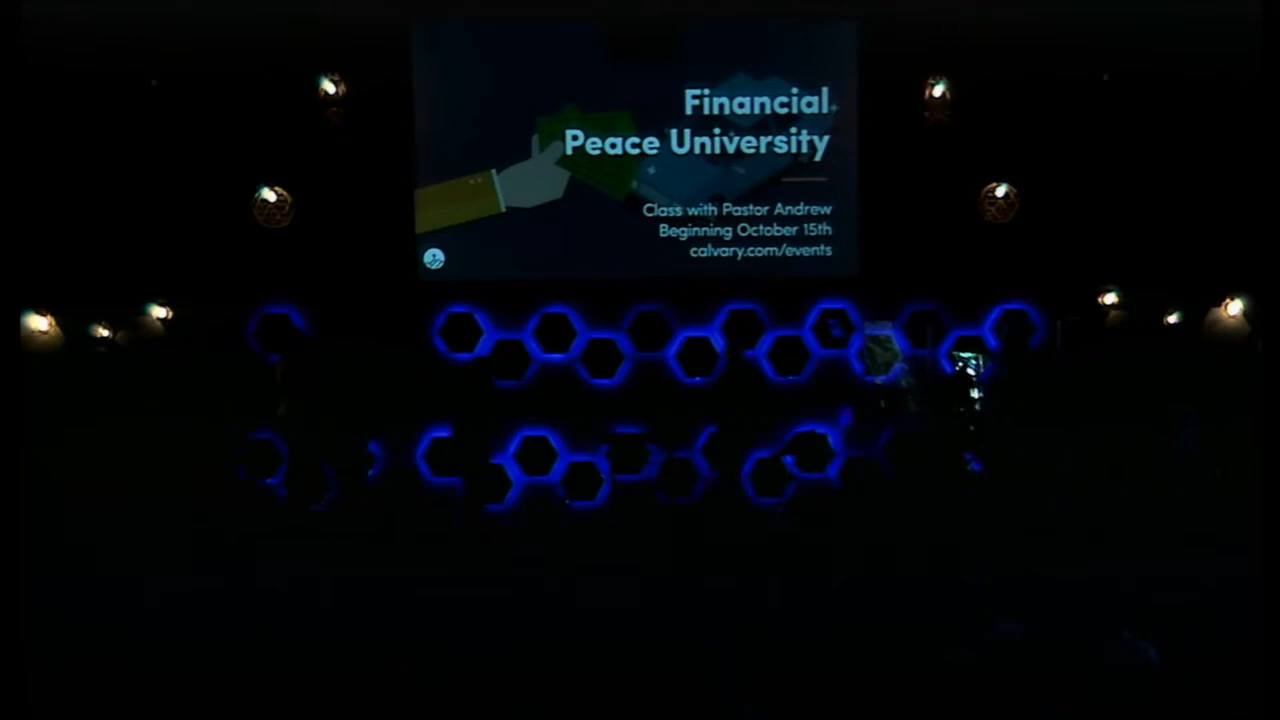 Financial
Peace University
Class with Pastor Andrew
Beginning October 15th
calvary.com/events